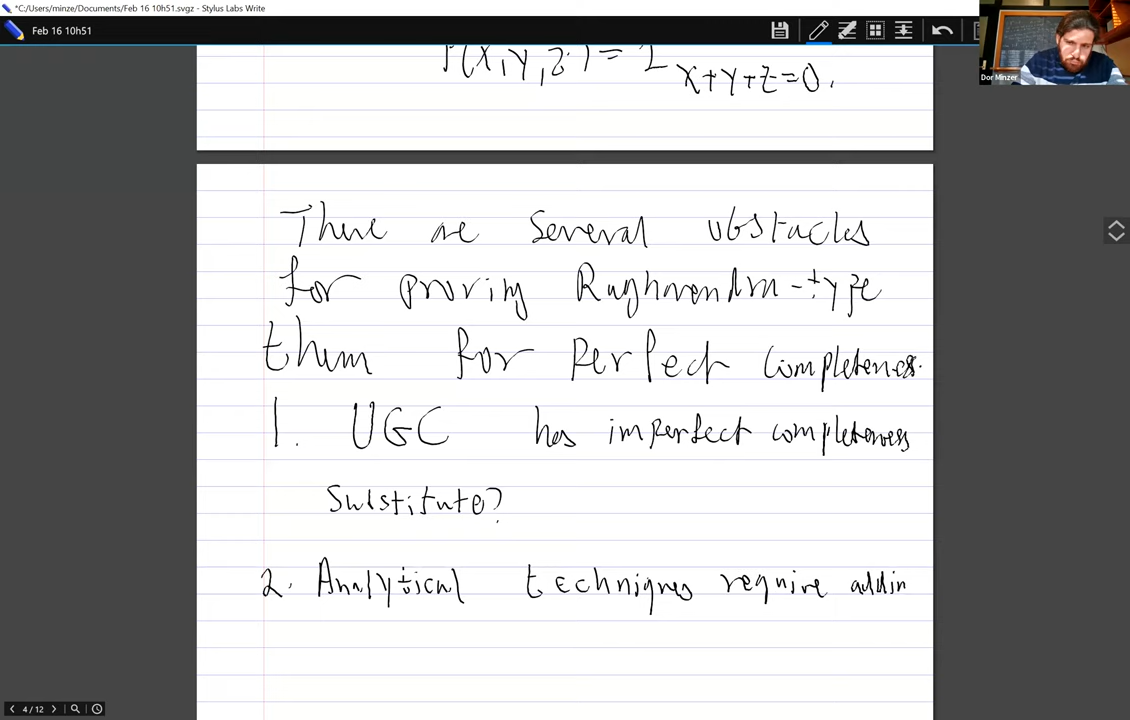 *C:/Users/minze/Documents/Feb 16 10h51.svgz - Stylus Labs Write
Feb 16 10h51
Dor Minzer
P(x,y,z) = 1 x+y+z=0.
There are several obstacles
for proving Raghavendra-type
thm for perfect completeness.
1. UGC has imperfect completeness
Substitute?
2. Analytical techniques require addin
4 / 12